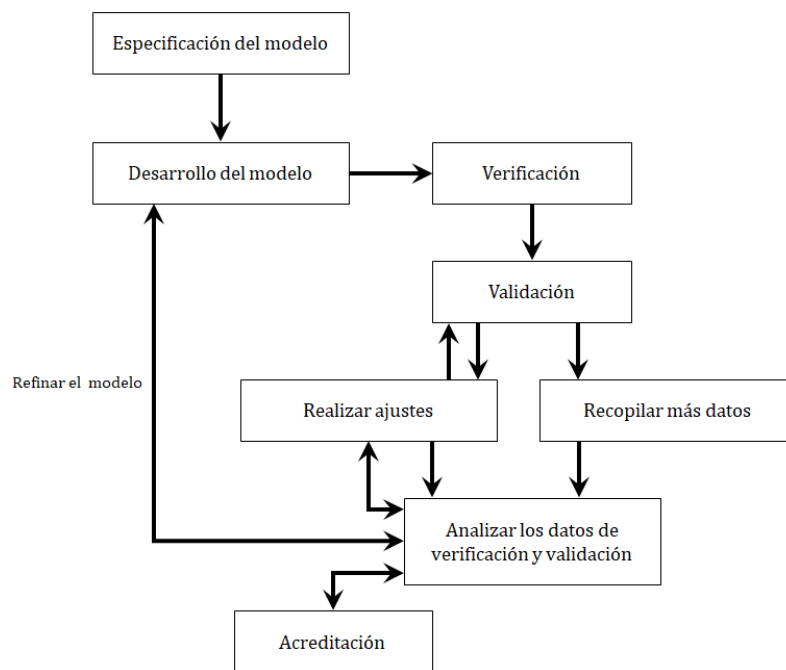 Especificación del modelo
Desarrollo del modelo
Verificación
Validación
Refinar el modelo
Realizar ajustes
Recopilar más datos
Analizar los datos de
verificación y validación
Acreditación